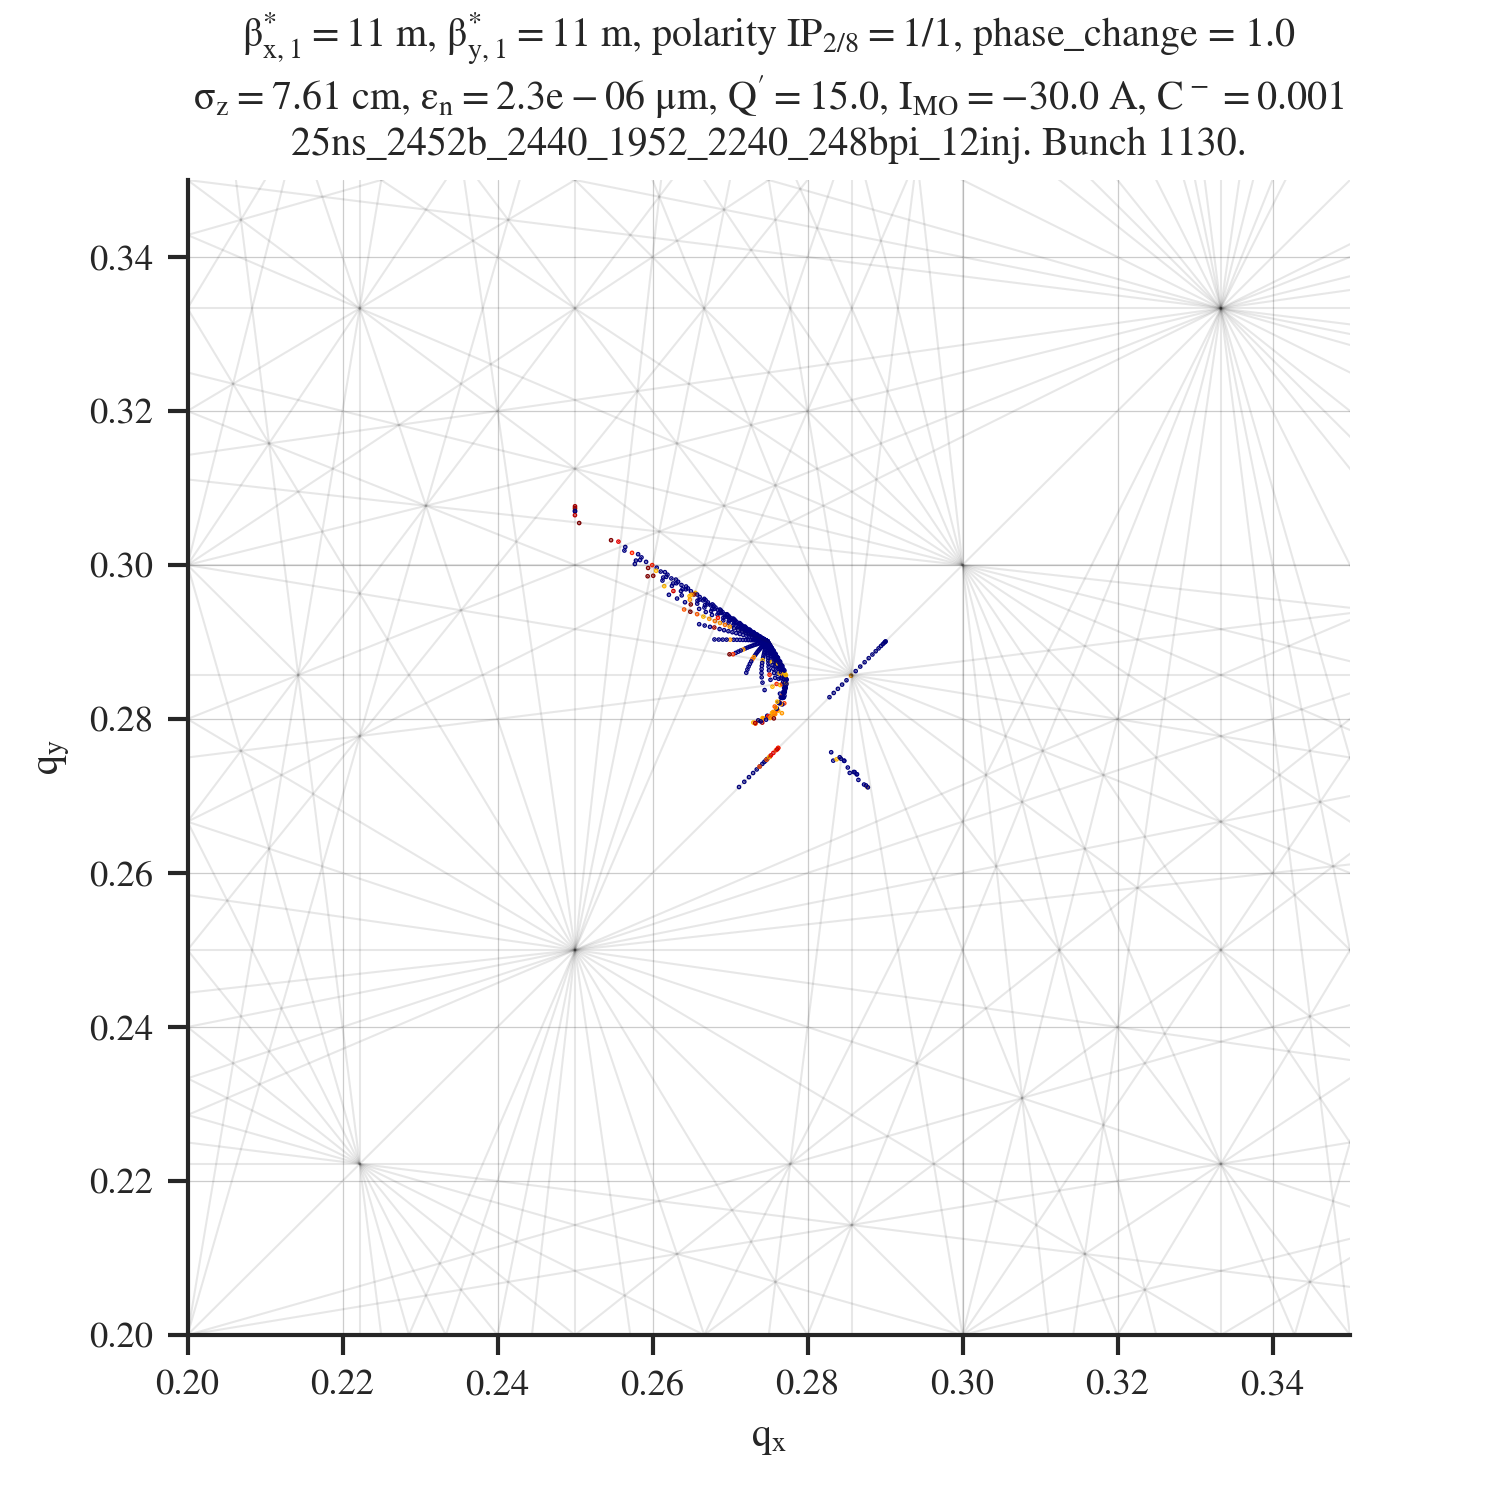 β*x, 1 = 11 m, β*y, 1 = 11 m, polarity IP2/8 = 1/1, phase_change = 1.0
σz = 7.61 cm, εn = 2.3e − 06 μm, Q′ = 15.0, IMO = −30.0 A, C− = 0.001
25ns_2452b_2440_1952_2240_248bpi_12inj. Bunch 1130.
0.34
0.32
0.30
0.28
0.26
0.24
0.22
0.20
qy
0.20 0.22 0.24 0.26 0.28 0.30 0.32 0.34
qx